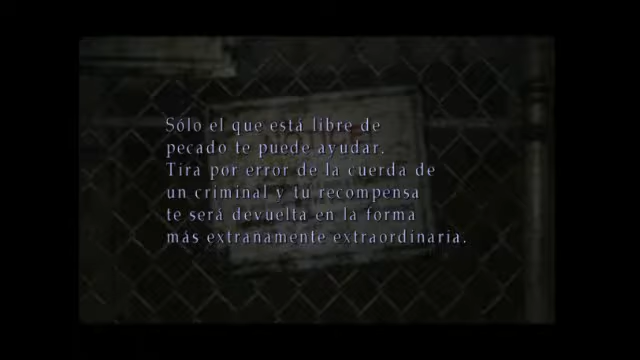 Sólo el que está libre de
pecado te puede ayudar.
Tira por error de la cuerda de
un criminal y tu recompensa
te será devuelta en la forma
más extrañamente extraordinaria.